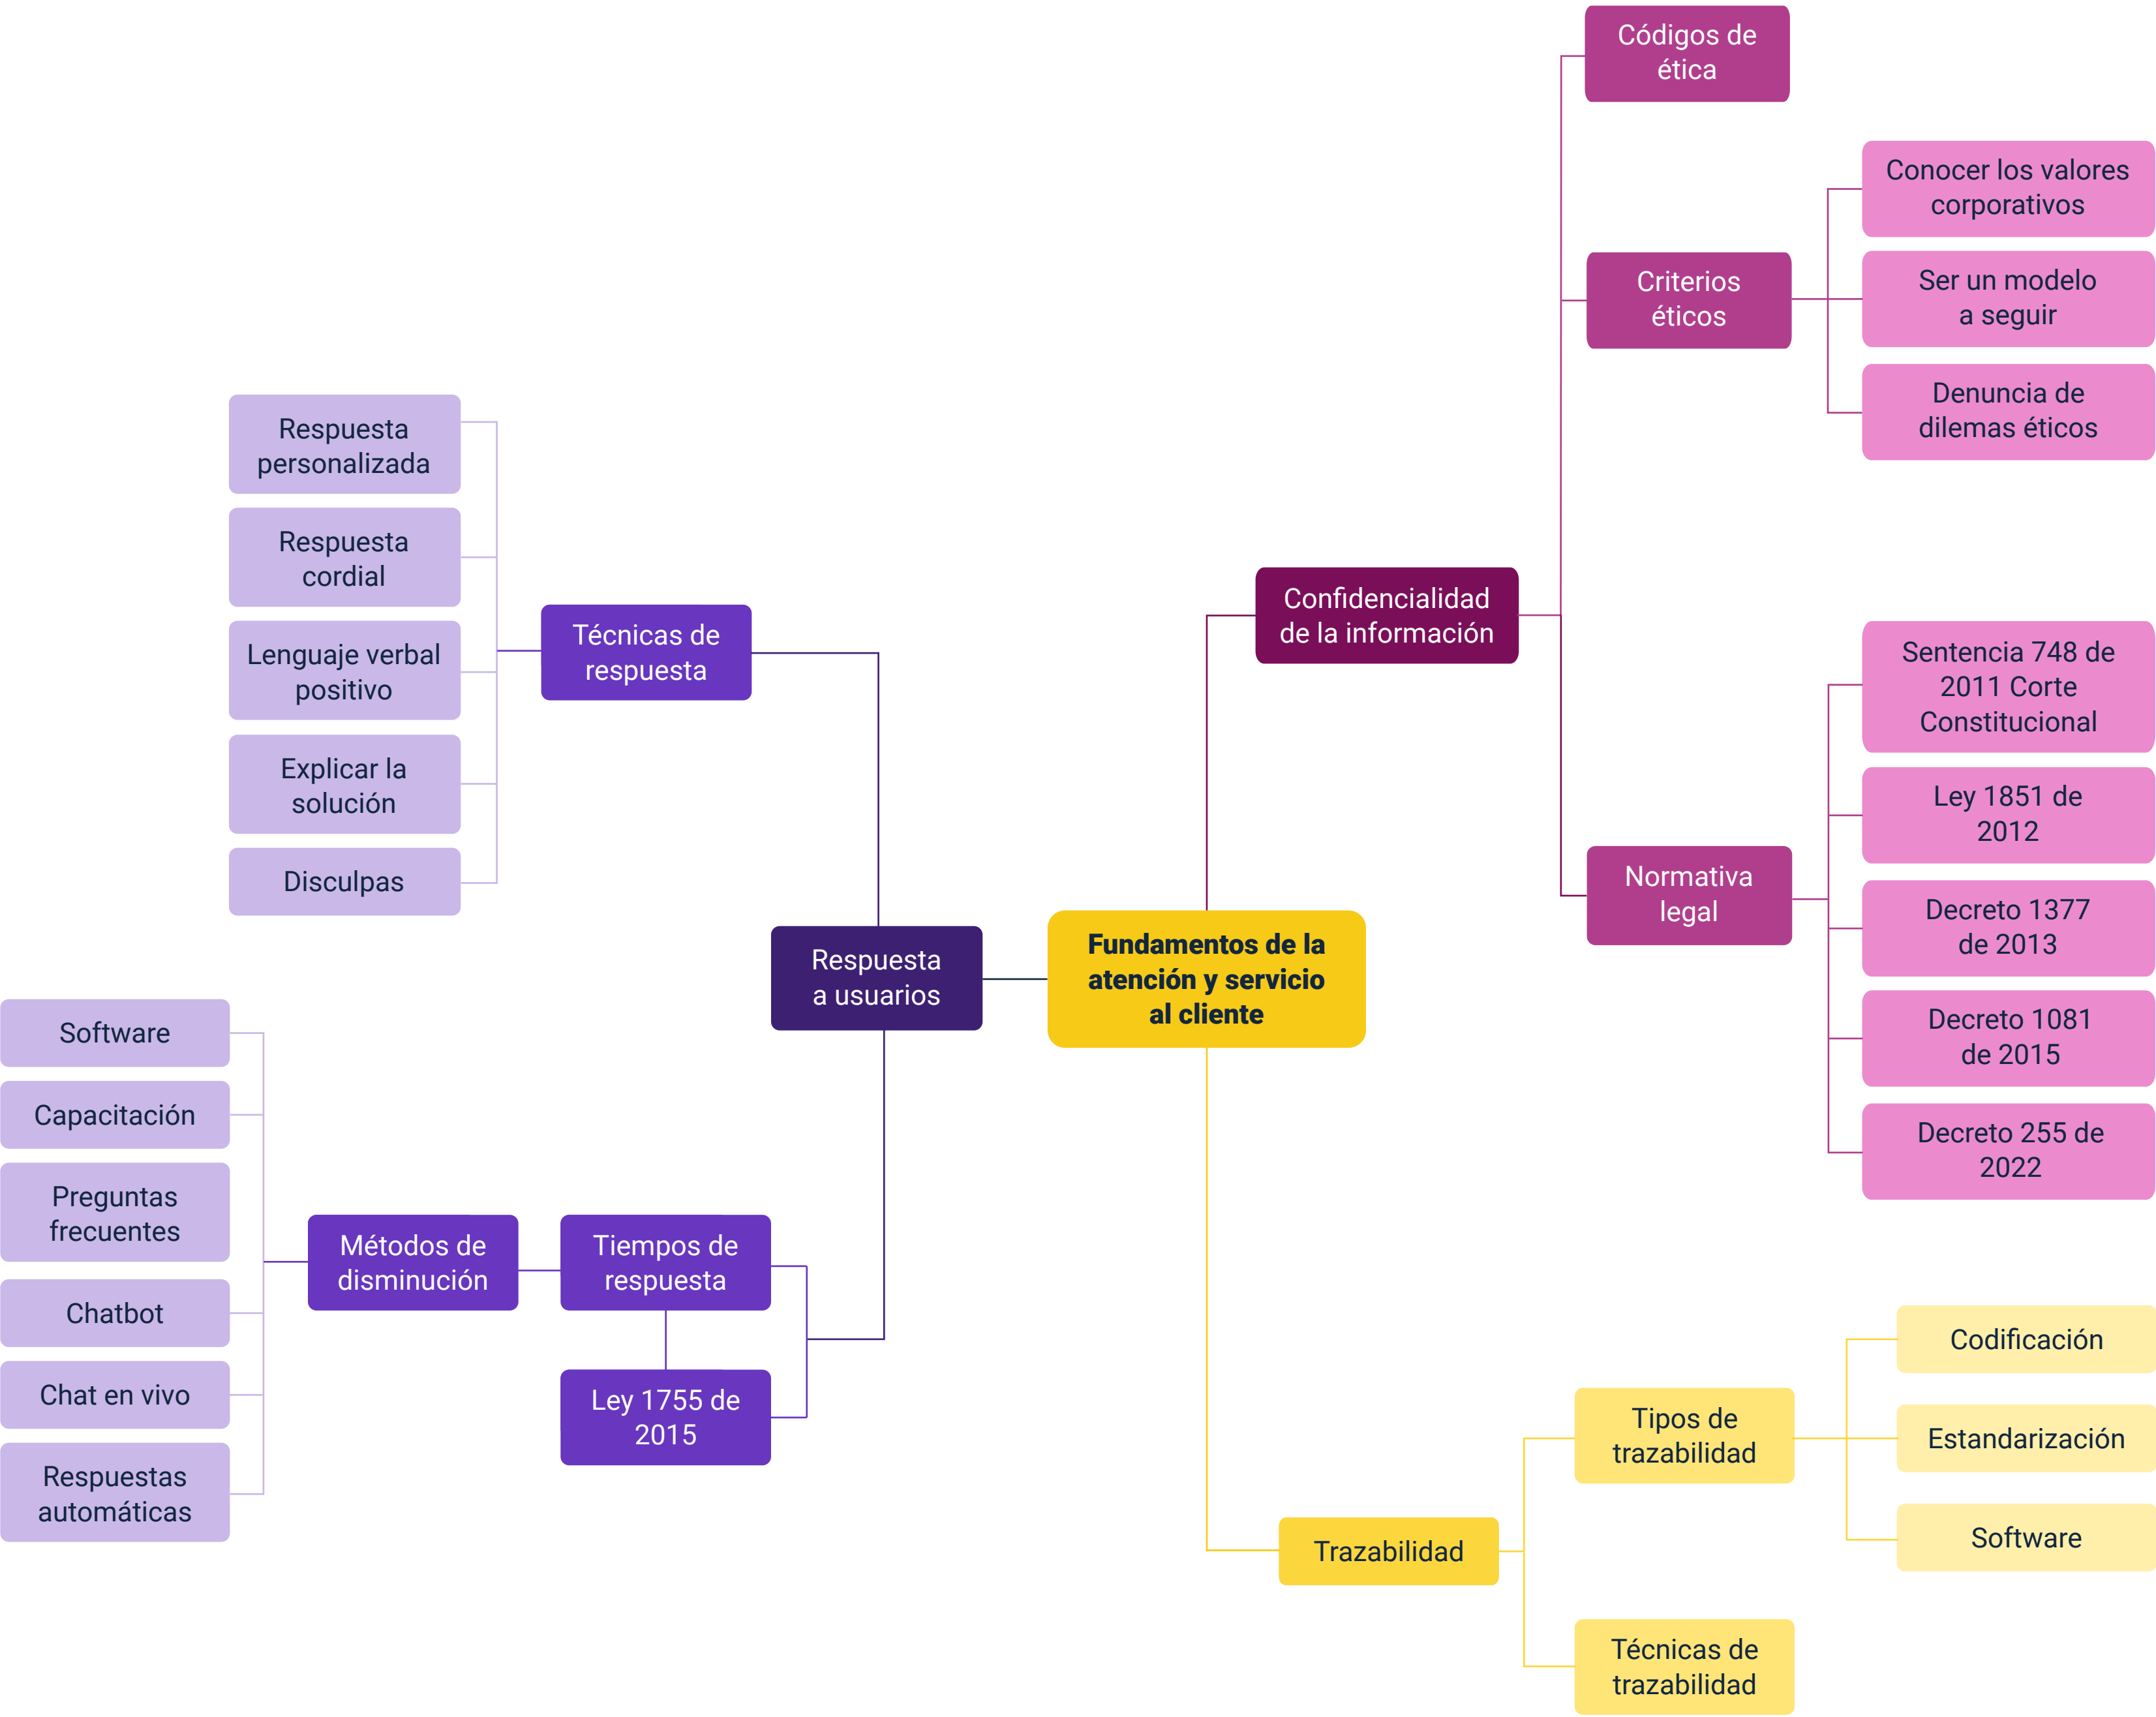 Códigos de
ética
Conocer los valores
corporativos
Criterios
éticos
Ser un modelo
a seguir
Denuncia de
dilemas éticos
Respuesta
personalizada
Respuesta
cordial
Lenguaje verbal
positivo
Explicar la
solución
Disculpas
Técnicas de
respuesta
Confidencialidad
de la información
Sentencia 748 de
2011 Corte
Constitucional
Ley 1851 de
2012
Normativa
legal
Decreto 1377
de 2013
Decreto 1081
de 2015
Decreto 255 de
2022
Respuesta
a usuarios
Fundamentos de la
atención y servicio
al cliente
Software
Capacitación
Preguntas
frecuentes
Chatbot
Chat en vivo
Respuestas
automáticas
Métodos de
disminución
Tiempos de
respuesta
Ley 1755 de
2015
Trazabilidad
Tipos de
trazabilidad
Codificación
Estandarización
Software
Técnicas de
trazabilidad